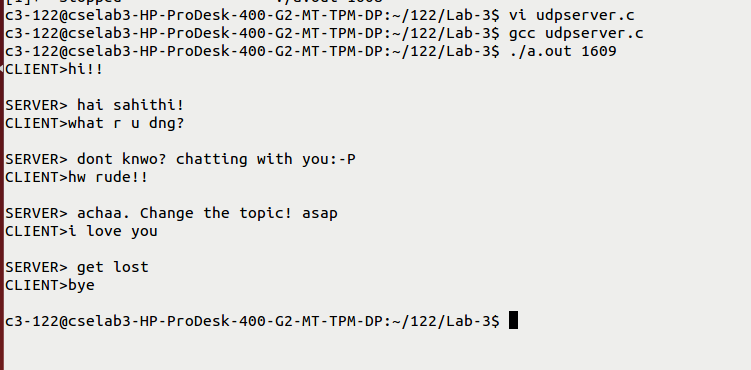 c3-122@cselab3-HP-ProDesk-400-G2-MT-TPM-DP:~/122/Lab-3$ vi udpserver.c
c3-122@cselab3-HP-ProDesk-400-G2-MT-TPM-DP:~/122/Lab-3$ gcc udpserver.c
c3-122@cselab3-HP-ProDesk-400-G2-MT-TPM-DP:~/122/Lab-3$ ./a.out 1609
CLIENT>hi!!
SERVER> hai sahithi!
CLIENT>what r u dng?
SERVER> dont knwo? chatting with you:-P
CLIENT>hw rude!!
SERVER> achaa. Change the topic! asap
CLIENT>i love you
SERVER> get lost
CLIENT>bye
c3-122@cselab3-HP-ProDesk-400-G2-MT-TPM-DP:~/122/Lab-3$